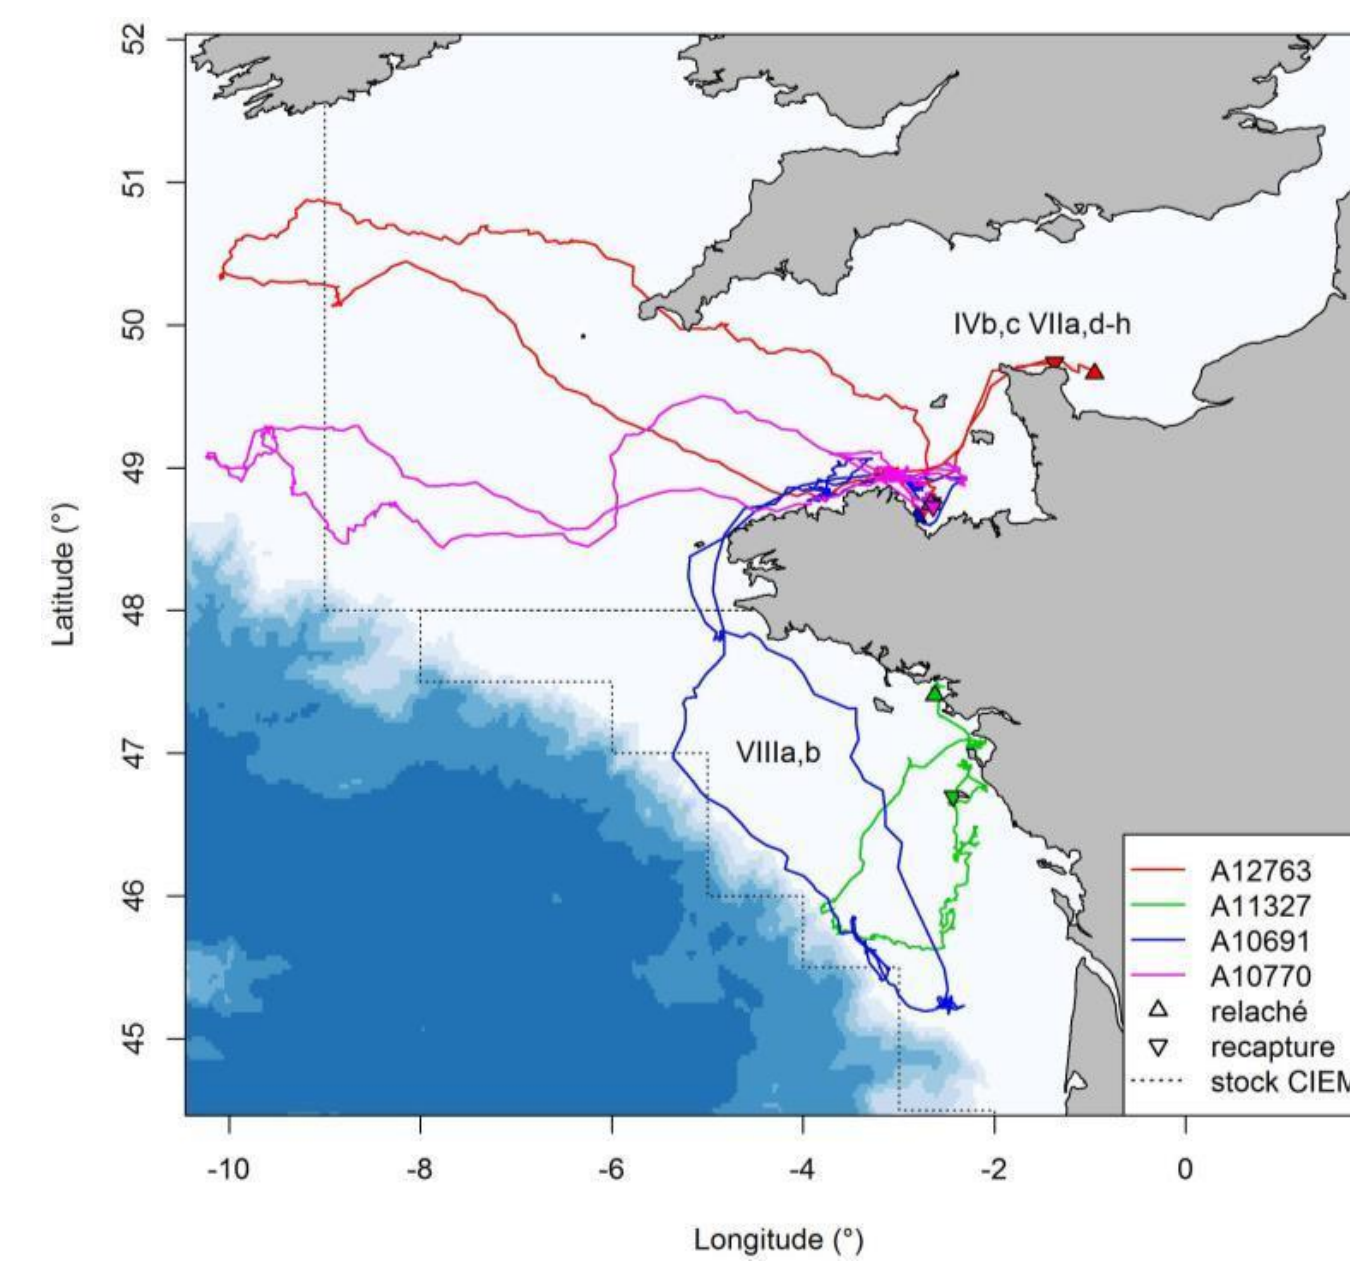 52
51
50
49
48
47
46
45
Latitude (°)
IVb,c VIIa,d-h
VIIIa,b
A12763
A11327
A10691
A10770
relaché
recapture
stock CIEM
-10 -8 -6 -4 -2 0
Longitude (°)